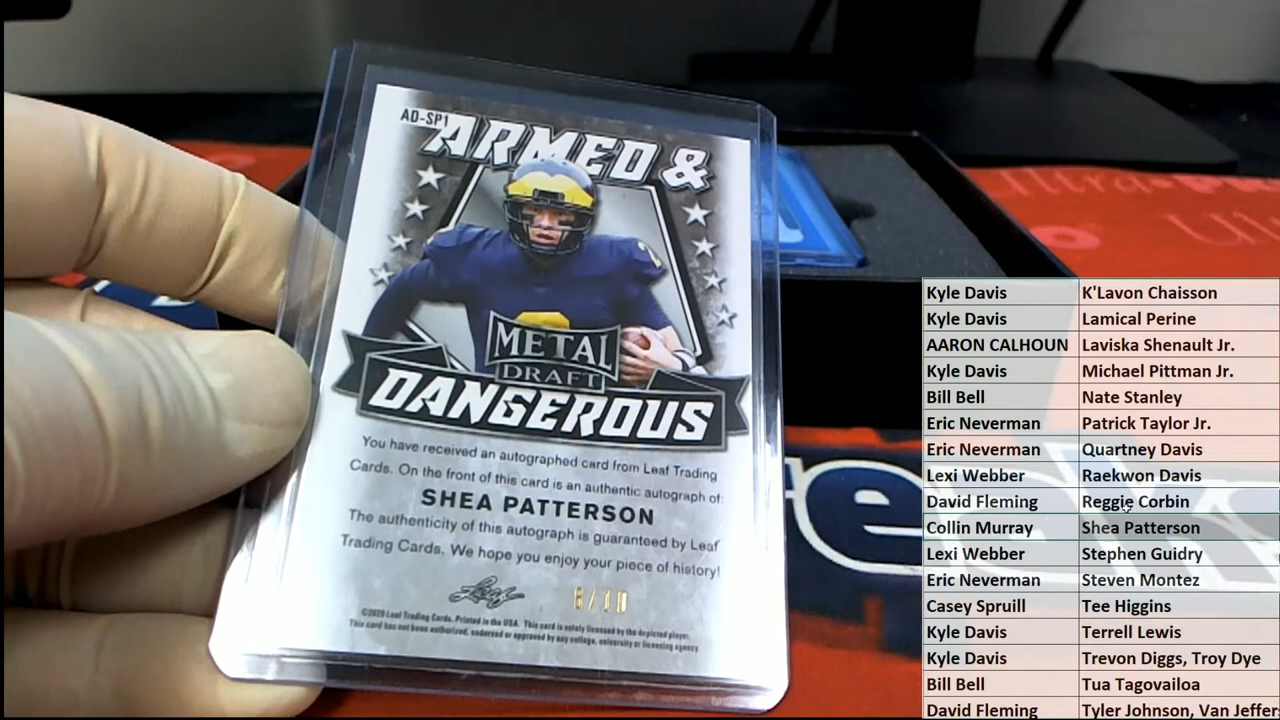 AD-SP1
ARMED &
METAL
DRAFT
DANGEROUS
You have received an autographed card from Leaf Trading
Cards. On the front of this card is an authentic autograph of:
SHEA PATTERSON
The authenticity of this autograph is guaranteed by Leaf
Trading Cards. We hope you enjoy your piece of history!
Leaf
©2020 Leaf Trading Cards. Printed in the USA. This card is solely licensed by the depicted player.
This card has not been authorized, endorsed or approved by any college, university or licensing agency.
Kyle Davis K'Lavon Chaisson
Kyle Davis Lamical Perine
AARON CALHOUN Laviska Shenault Jr.
Kyle Davis Michael Pittman Jr.
Bill Bell Nate Stanley
Eric Neverman Patrick Taylor Jr.
Eric Neverman Quartney Davis
Lexi Webber Raekwon Davis
David Fleming Reggie Corbin
Collin Murray Shea Patterson
Lexi Webber Stephen Guidry
Eric Neverman Steven Montez
Casey Spruill Tee Higgins
Kyle Davis Terrell Lewis
Kyle Davis Trevon Diggs, Troy Dye
Bill Bell Tua Tagovailoa
David Fleming Tyler Johnson, Van Jeffer